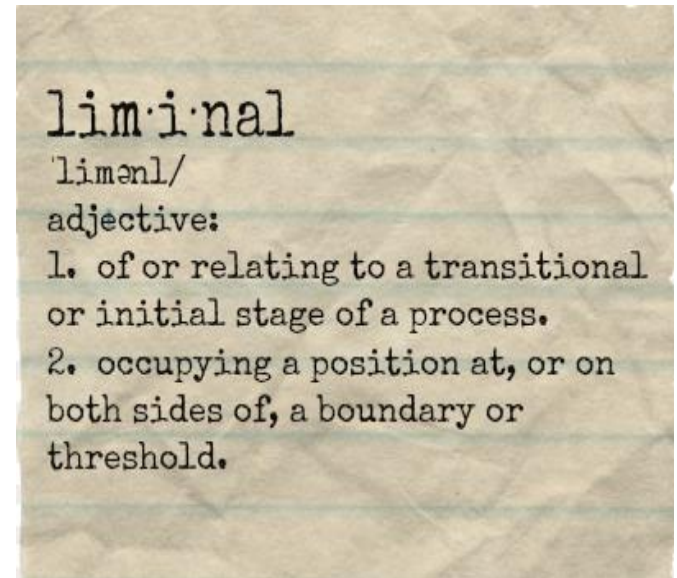 lim·i·nal
ˈlimənl/
adjective:
1. of or relating to a transitional
or initial stage of a process.
2. occupying a position at, or on
both sides of, a boundary or
threshold.